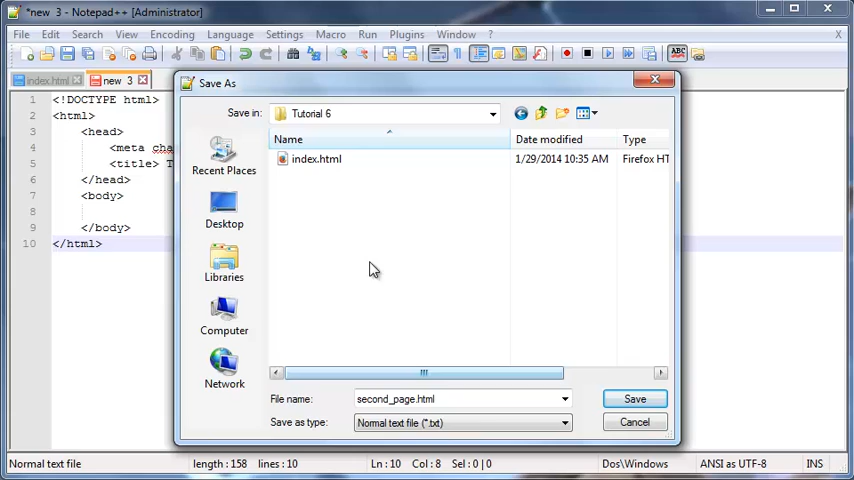 *new 3 - Notepad++ [Administrator]
File Edit Search View Encoding Language Settings Macro Run Plugins Window ? X
ABC
index.html new 3
Save As
Save in: Tutorial 6
Name Date modified Type
index.html 1/29/2014 10:35 AM Firefox HT
Recent Places
Desktop
Libraries
Computer
Network
File name: second_page.html Save
Save as type: Normal text file (*.txt) Cancel
1 <!DOCTYPE html>
2 <html>
3 <head>
4 <meta cha
5 <title> T
6 </head>
7 <body>
8
9 </body>
10 </html>
Normal text file length : 158 lines : 10 Ln : 10 Col : 8 Sel : 0 | 0 Dos\Windows ANSI as UTF-8 INS